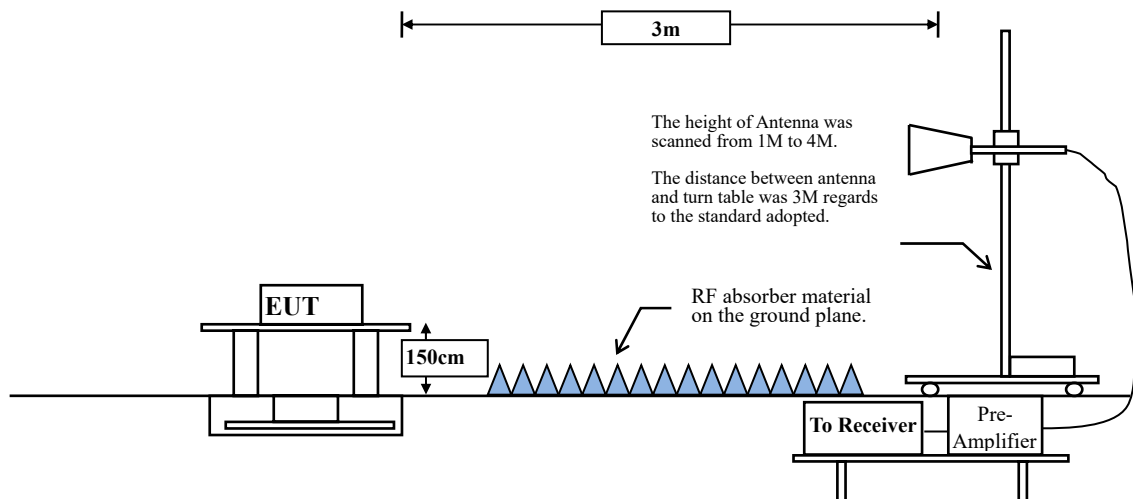 3m
The height of Antenna was
scanned from 1M to 4M.
The distance between antenna
and turn table was 3M regards
to the standard adopted.
EUT
RF absorber material
on the ground plane.
150cm
To Receiver
Pre-
Amplifier